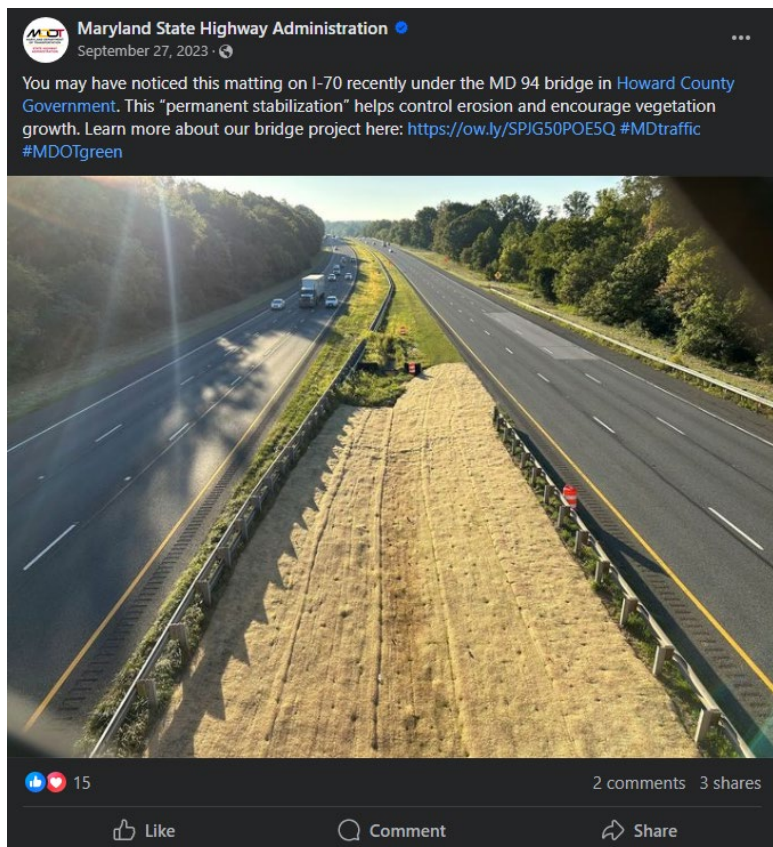 Maryland State Highway Administration
September 27, 2023 ·
You may have noticed this matting on I-70 recently under the MD 94 bridge in Howard County
Government. This “permanent stabilization” helps control erosion and encourage vegetation
growth. Learn more about our bridge project here: https://ow.ly/SPJG50POE5Q #MDtraffic
#MDOTgreen
15
2 comments 3 shares
Like Comment Share